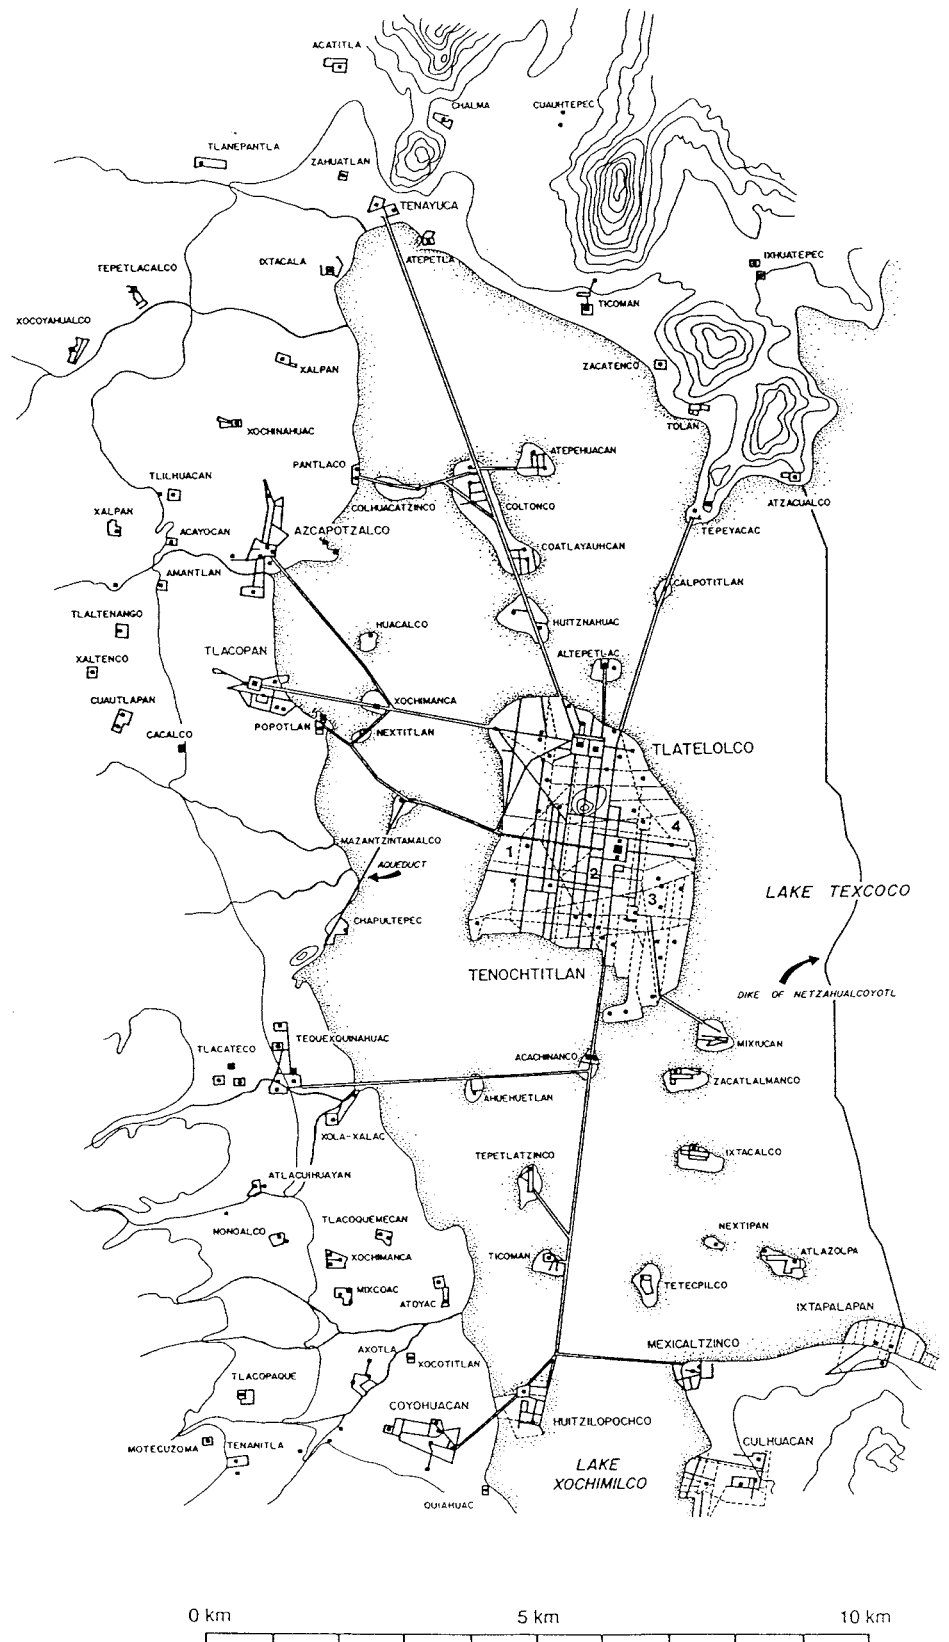 ACATITLA
CHALMA
CUAUHTEPEC
TLANEPANTLA
ZAHUATLAN
TENAYUCA
ATEPETLA
IXTACALA
IXHUATEPEC
TEPETLACALCO
TICOMAN
XOCOYAHUALCO
XALPAN
ZACATENCO
TOLAN
XOCHINAHUAC
ATEPEHUACAN
PANTLACO
TLILHUACAN
COLHUACATZINCO
COLTONCO
ATZACUALCO
XALPAN
ACAYOCAN
AZCAPOTZALCO
TEPEYACAC
COATLAYAUHCAN
AMANTLAN
CALPOTITLAN
TLALTENANGO
HUACALCO
HUITZNAHUAC
TLACOPAN
ALTEPETLAC
XALTENCO
CUAUTLAPAN
XOCHIMANCA
POPOTLAN
NEXTITLAN
CACALCO
TLATELOLCO
4
MAZANTZINTAMALCO
1
AQUEDUCT
2
LAKE TEXCOCO
3
CHAPULTEPEC
TENOCHTITLAN
DIKE OF NETZAHUALCOYOTL
TEQUEXQUINAHUAC
MIXIUCAN
TLACATECO
ACACHINANCO
ZACATLALMANCO
AHUEHUETLAN
XOLA-XALAC
IXTACALCO
TEPETLATZINCO
ATLACUIHUAYAN
TLACOQUEMECAN
NEXTIPAN
NONOALCO
XOCHIMANCA
TICOMAN
ATLAZOLPA
TETECPILCO
MIXCOAC
ATOYAC
IXTAPALAPAN
MEXICALTZINCO
AXOTLA
XOCOTITLAN
TLACOPAQUE
COYOHUACAN
HUITZILOPOCHCO
MOTECUZOMA
TENANITLA
CULHUACAN
LAKE
XOCHIMILCO
QUIAHUAC
0 km 5 km 10 km